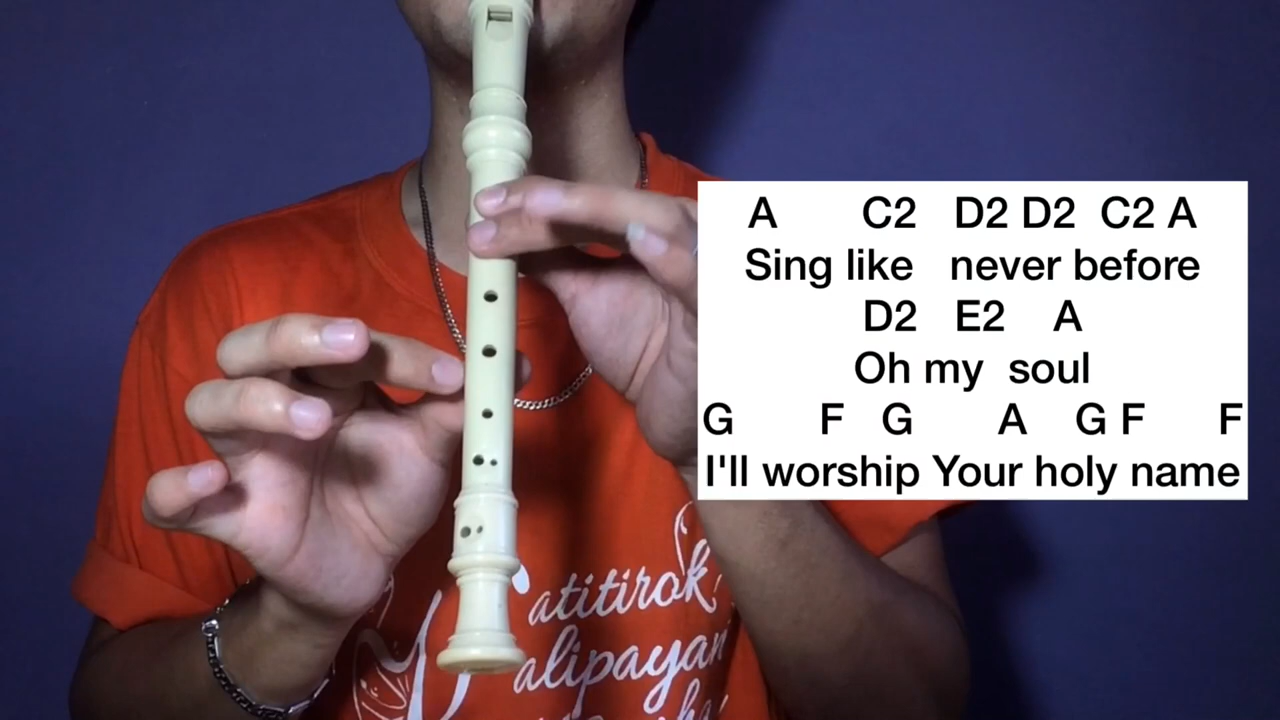 A C2 D2 D2 C2 A
Sing like never before
D2 E2 A
Oh my soul
G F G A G F F
I'll worship Your holy name